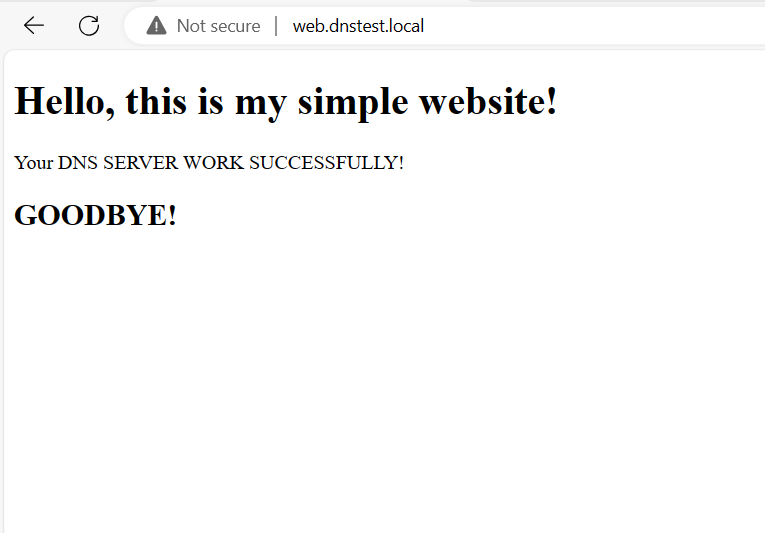 Not secure | web.dnstest.local
Hello, this is my simple website!
Your DNS SERVER WORK SUCCESSFULLY!
GOODBYE!